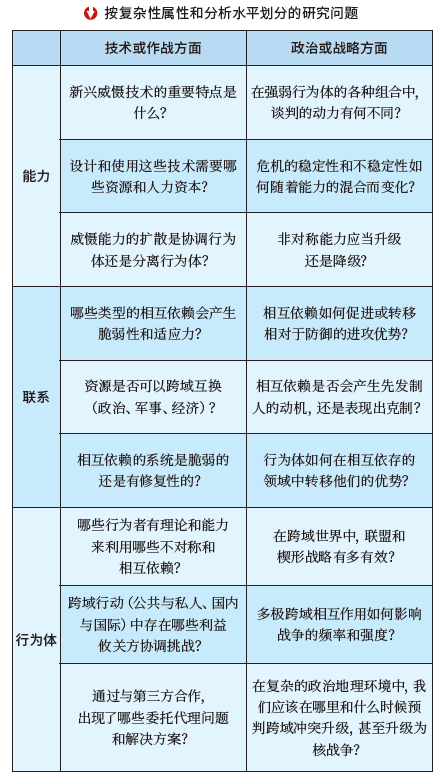 按复杂性属性和分析水平划分的研究问题
技术或作战方面
政治或战略方面
能力
新兴威慑技术的重要特点是
什么?
在强弱行为体的各种组合中,
谈判的动力有何不同?
设计和使用这些技术需要哪
些资源和人力资本?
危机的稳定性和不稳定性如
何随着能力的混合而变化?
威慑能力的扩散是协调行为
体还是分离行为体?
非对称能力应当升级
还是降级?
联系
哪些类型的相互依赖会产生
脆弱性和适应力?
相互依赖如何促进或转移
相对于防御的进攻优势?
资源是否可以跨域互换
(政治、军事、经济)?
相互依赖是否会产生先发制
人的动机, 还是表现出克制?
相互依赖的系统是脆弱的
还是有修复性的?
行为体如何在相互依存的
领域中转移他们的优势?
行为体
哪些行为者有理论和能力
来利用哪些不对称和
相互依赖?
在跨域世界中, 联盟和
楔形战略有多有效?
跨域行动 (公共与私人、国内
与国际) 中存在哪些利益
攸关方协调挑战?
多极跨域相互作用如何影响
战争的频率和强度?
通过与第三方合作,
出现了哪些委托代理问题
和解决方案?
在复杂的政治地理环境中, 我
们应该在哪里和什么时候预
判跨域冲突升级, 甚至升级为
核战争?